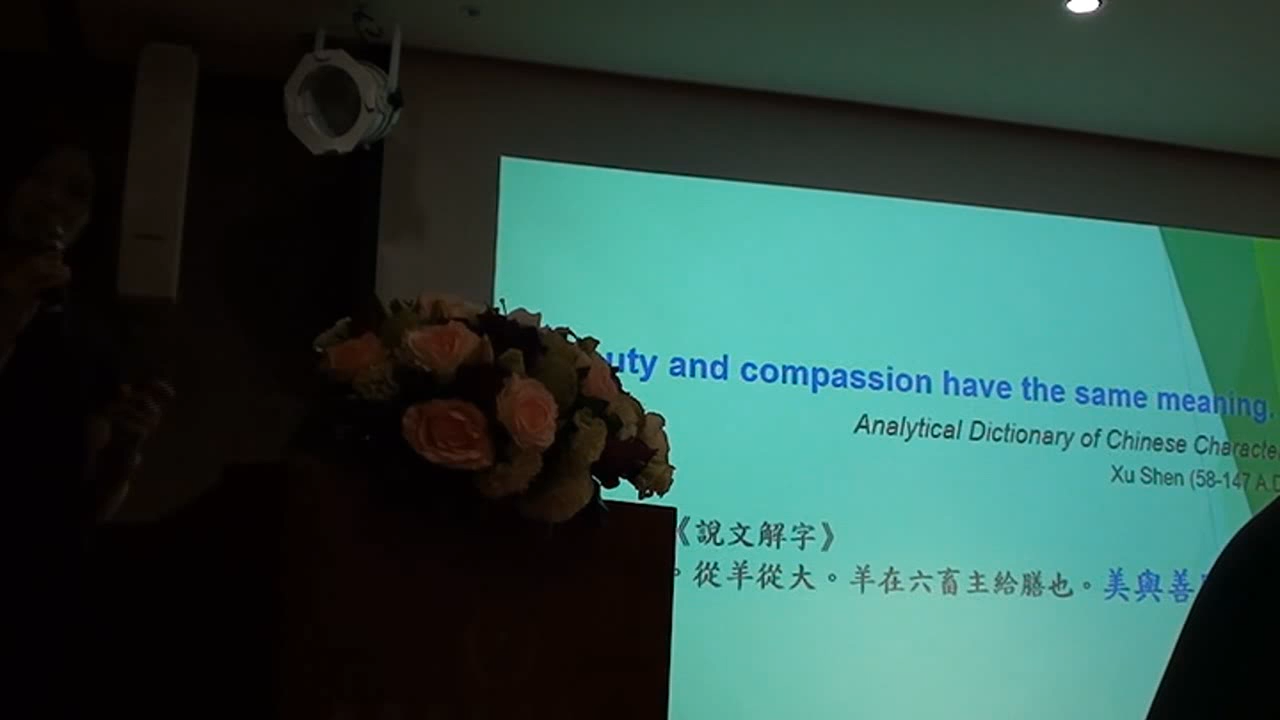 uty and compassion have the same meaning.
Analytical Dictionary of Chinese Characte
Xu Shen (58-147 A.D
《說文解字》
。從羊從大。羊在六畜主給膳也。美與善